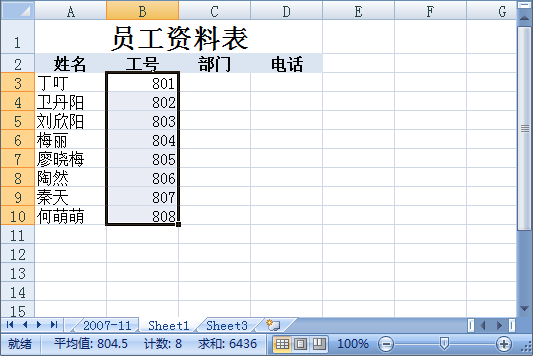 A B C D E F G
1 员工资料表
2 姓名 工号 部门 电话
3 丁叮 801
4 卫丹阳 802
5 刘欣阳 803
6 梅丽 804
7 廖晓梅 805
8 陶然 806
9 秦天 807
10 何萌萌 808
11
12
13
14
15
2007-11 Sheet1 Sheet3
就绪 平均值: 804.5 计数: 8 求和: 6436 100%